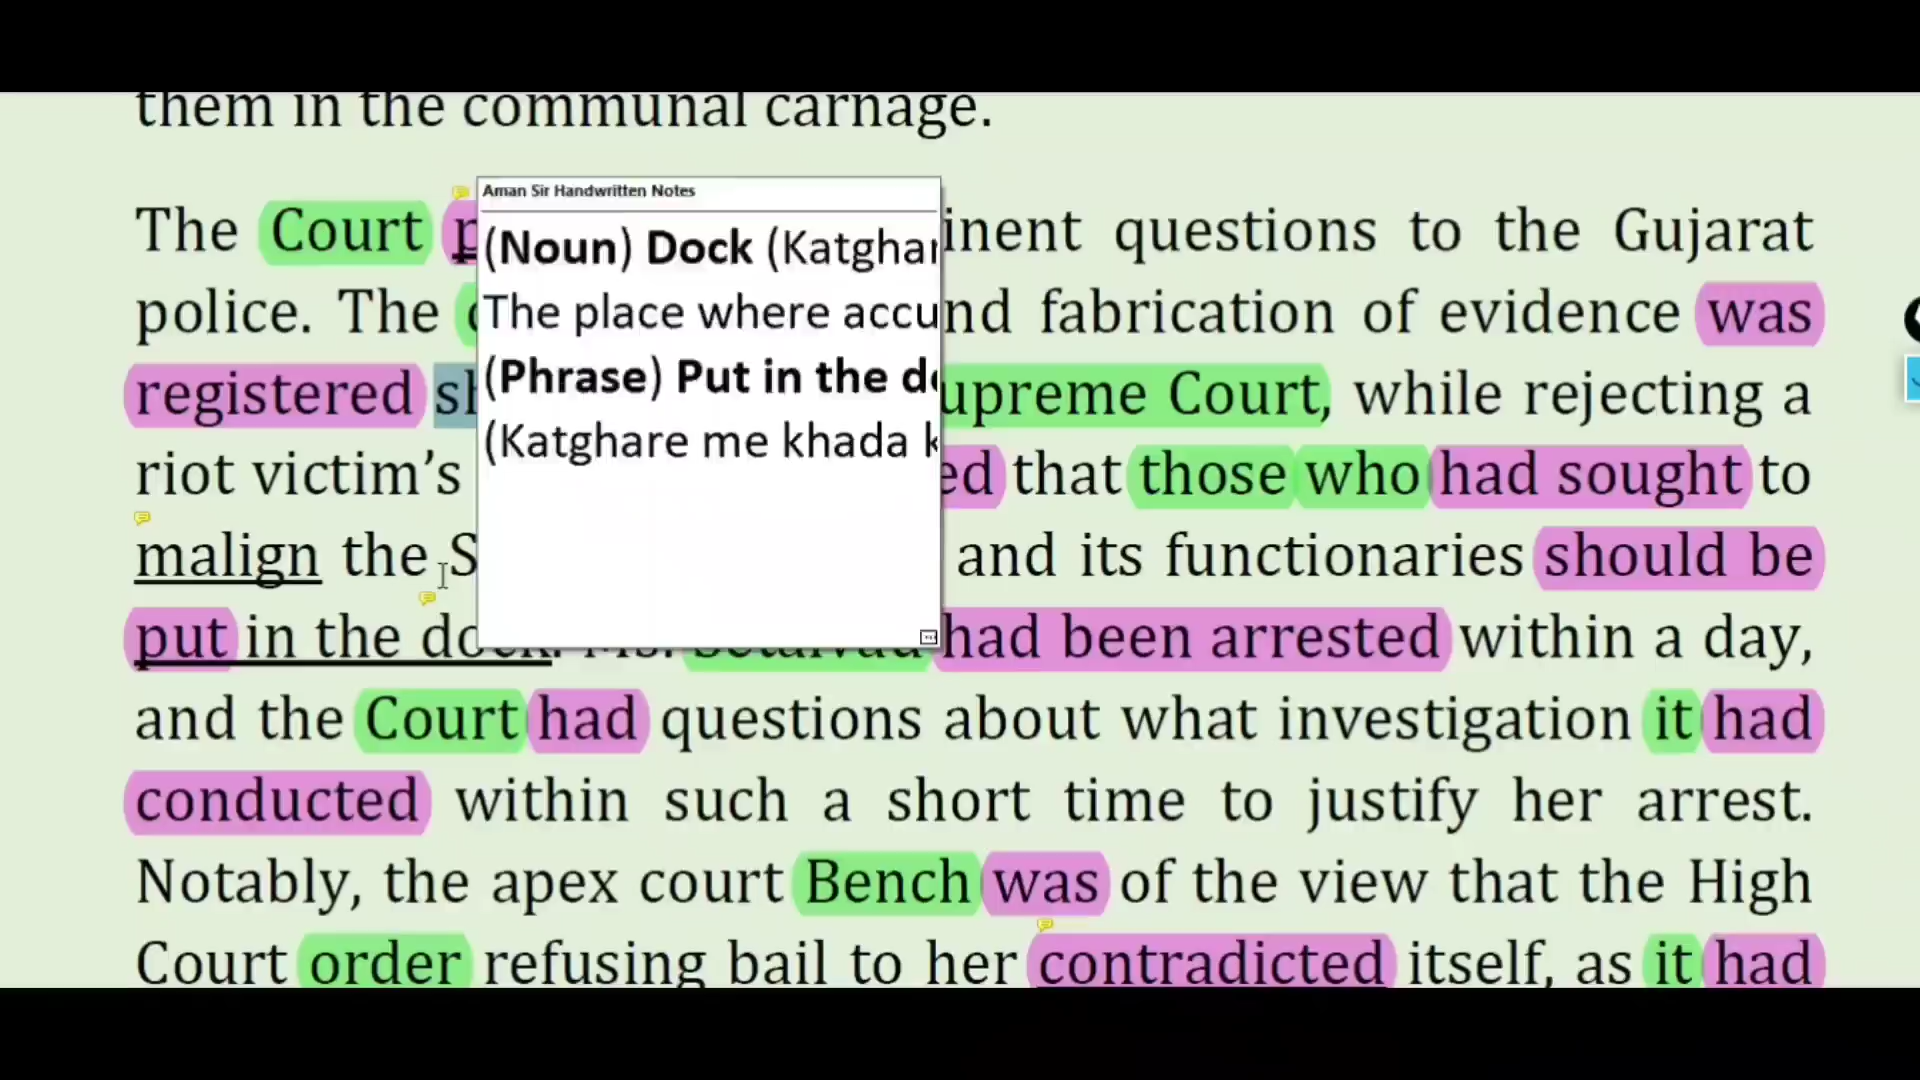 them in the communal carnage.
The Court inent questions to the Gujarat
police. The nd fabrication of evidence was
registered upreme Court, while rejecting a
riot victim’s ed that those who had sought to
malign the S and its functionaries should be
put in the dock. Ms. Setalvad had been arrested within a day,
and the Court had questions about what investigation it had
conducted within such a short time to justify her arrest.
Notably, the apex court Bench was of the view that the High
Court order refusing bail to her contradicted itself, as it had
Aman Sir Handwritten Notes
(Noun) Dock (Katghar
The place where accu
(Phrase) Put in the d
(Katghare me khada k